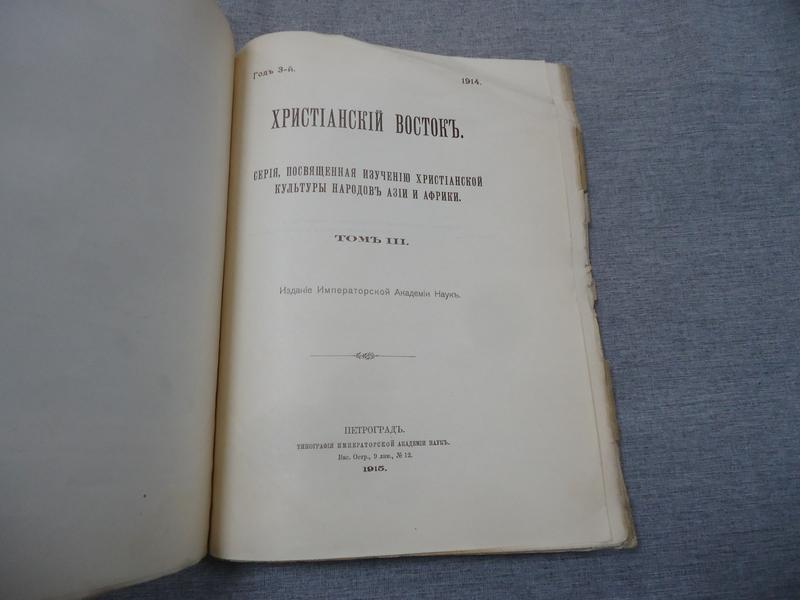 Годъ 3-й.
1914.
ХРИСТІАНСКІЙ ВОСТОКЪ.
СЕРІЯ, ПОСВЯЩЕННАЯ ИЗУЧЕНІЮ ХРИСТІАНСКОЙ
КУЛЬТУРЫ НАРОДОВЪ АЗІИ И АФРИКИ.
ТОМЪ III.
Изданіе Императорской Академіи Наукъ.
ПЕТРОГРАДЪ.
ТИПОГРАФІЯ ИМПЕРАТОРСКОЙ АКАДЕМІИ НАУКЪ.
Вас. Остр., 9 лин., № 12.
1915.